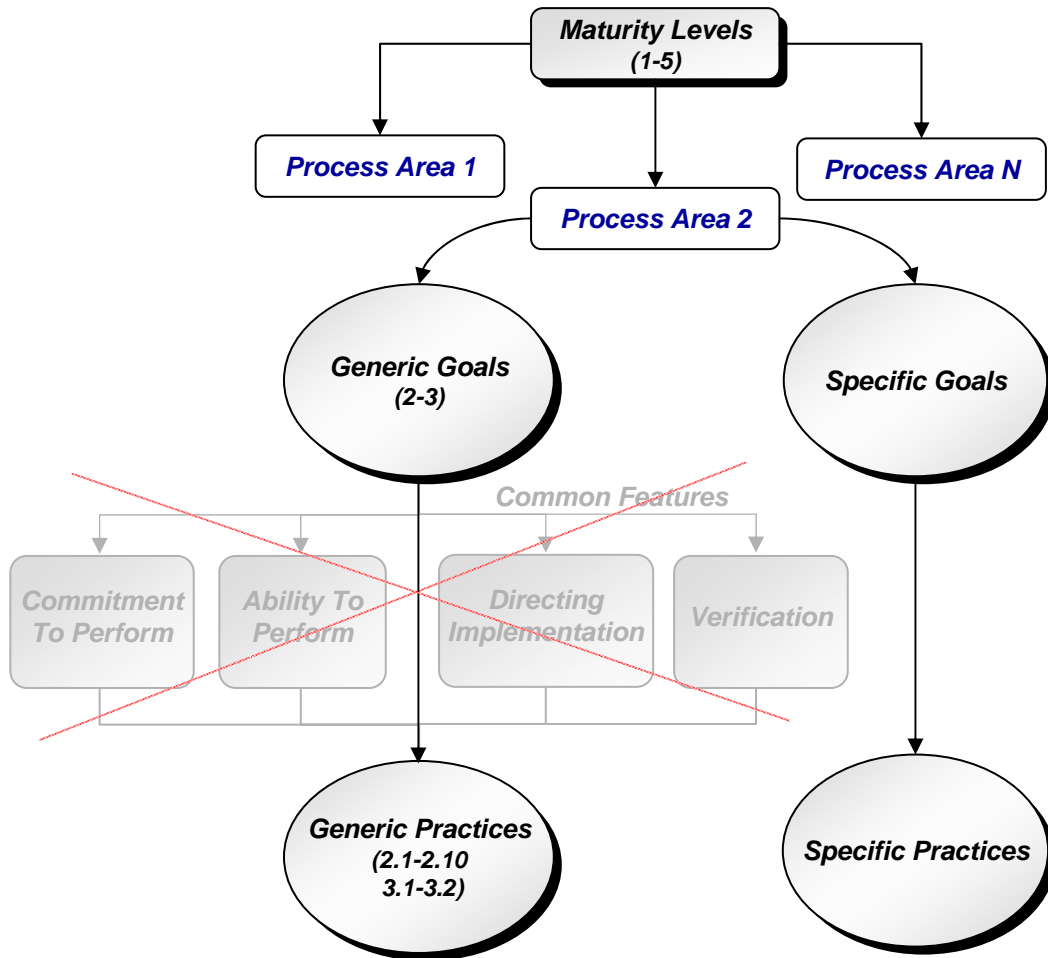 Maturity Levels
(1-5)
Process Area 1
Process Area N
Process Area 2
Generic Goals
(2-3)
Specific Goals
Common Features
Commitment
To Perform
Ability To
Perform
Directing
Implementation
Verification
Generic Practices
(2.1-2.10
3.1-3.2)
Specific Practices